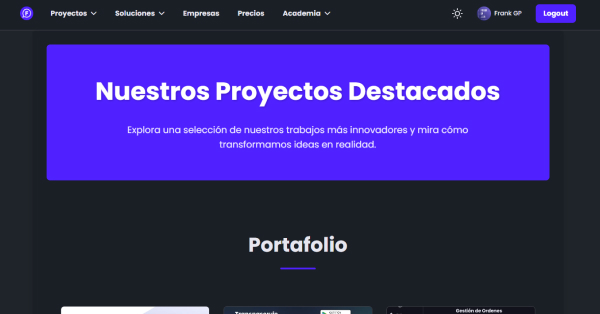 Proyectos Soluciones Empresas Precios Academia Frank GP Logout
Nuestros Proyectos Destacados
Explora una selección de nuestros trabajos más innovadores y mira cómo
transformamos ideas en realidad.
Portafolio
Gestión de Ordenes